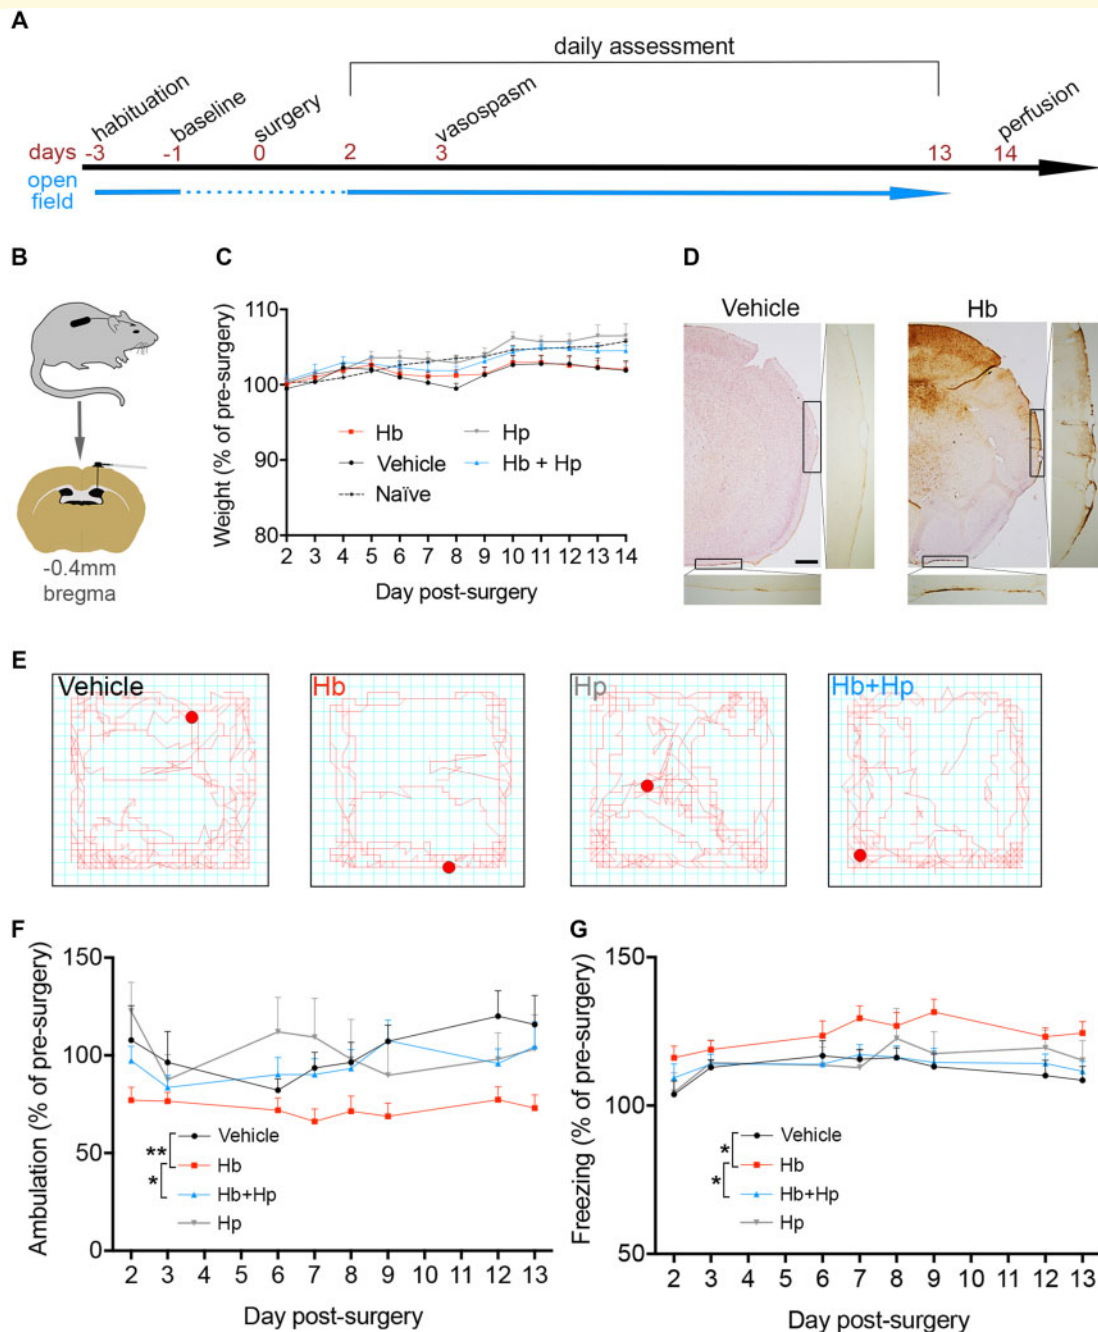 A
daily assessment
habituation
baseline
surgery
vasospasm
perfusion
days -3 -1 0 2 3 13 14
open
field
B
-0.4mm
bregma
C
Weight (% of pre-surgery)
110
100
90
80
Hb
Vehicle
Naïve
Hp
Hb + Hp
2 3 4 5 6 7 8 9 10 11 12 13 14
Day post-surgery
D
Vehicle
Hb
E
Vehicle
Hb
Hp
Hb+Hp
F
Ambulation (% of pre-surgery)
150
100
50
0
** Vehicle
* Hb
Hb+Hp
Hp
2 3 4 5 6 7 8 9 10 11 12 13
Day post-surgery
G
Freezing (% of pre-surgery)
150
100
50
* Vehicle
* Hb
Hb+Hp
Hp
2 3 4 5 6 7 8 9 10 11 12 13
Day post-surgery